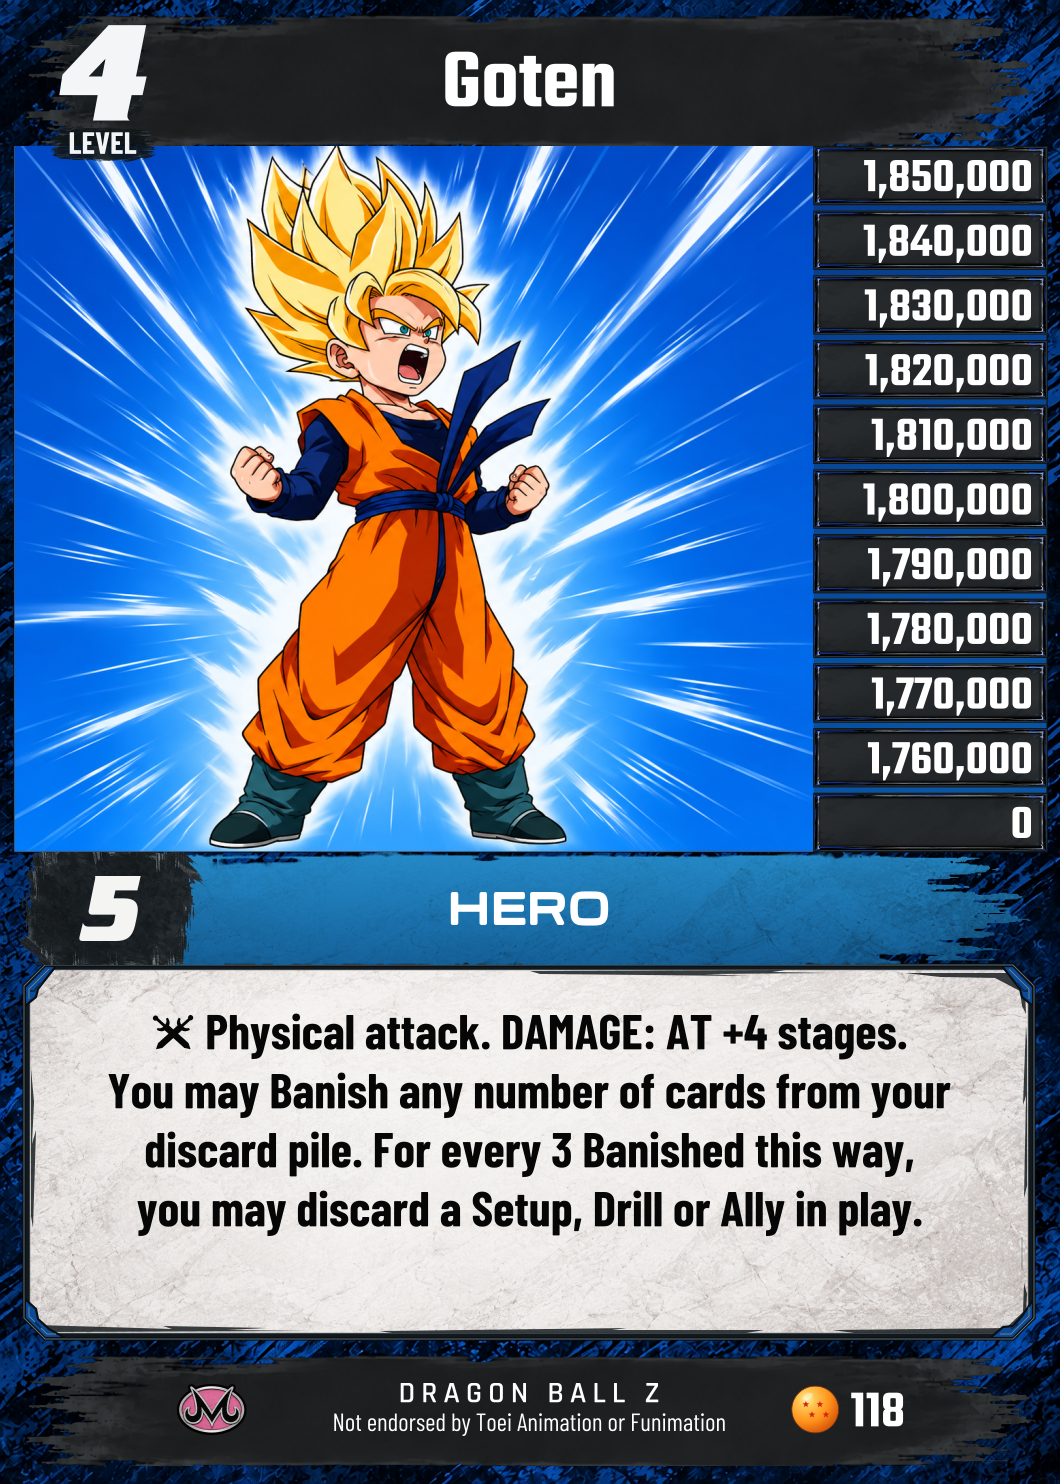 4
LEVEL
Goten
1,850,000
1,840,000
1,830,000
1,820,000
1,810,000
1,800,000
1,790,000
1,780,000
1,770,000
1,760,000
0
5
HERO
Physical attack. DAMAGE: AT +4 stages.
You may Banish any number of cards from your
discard pile. For every 3 Banished this way,
you may discard a Setup, Drill or Ally in play.
DRAGON BALL Z
Not endorsed by Toei Animation or Funimation
118